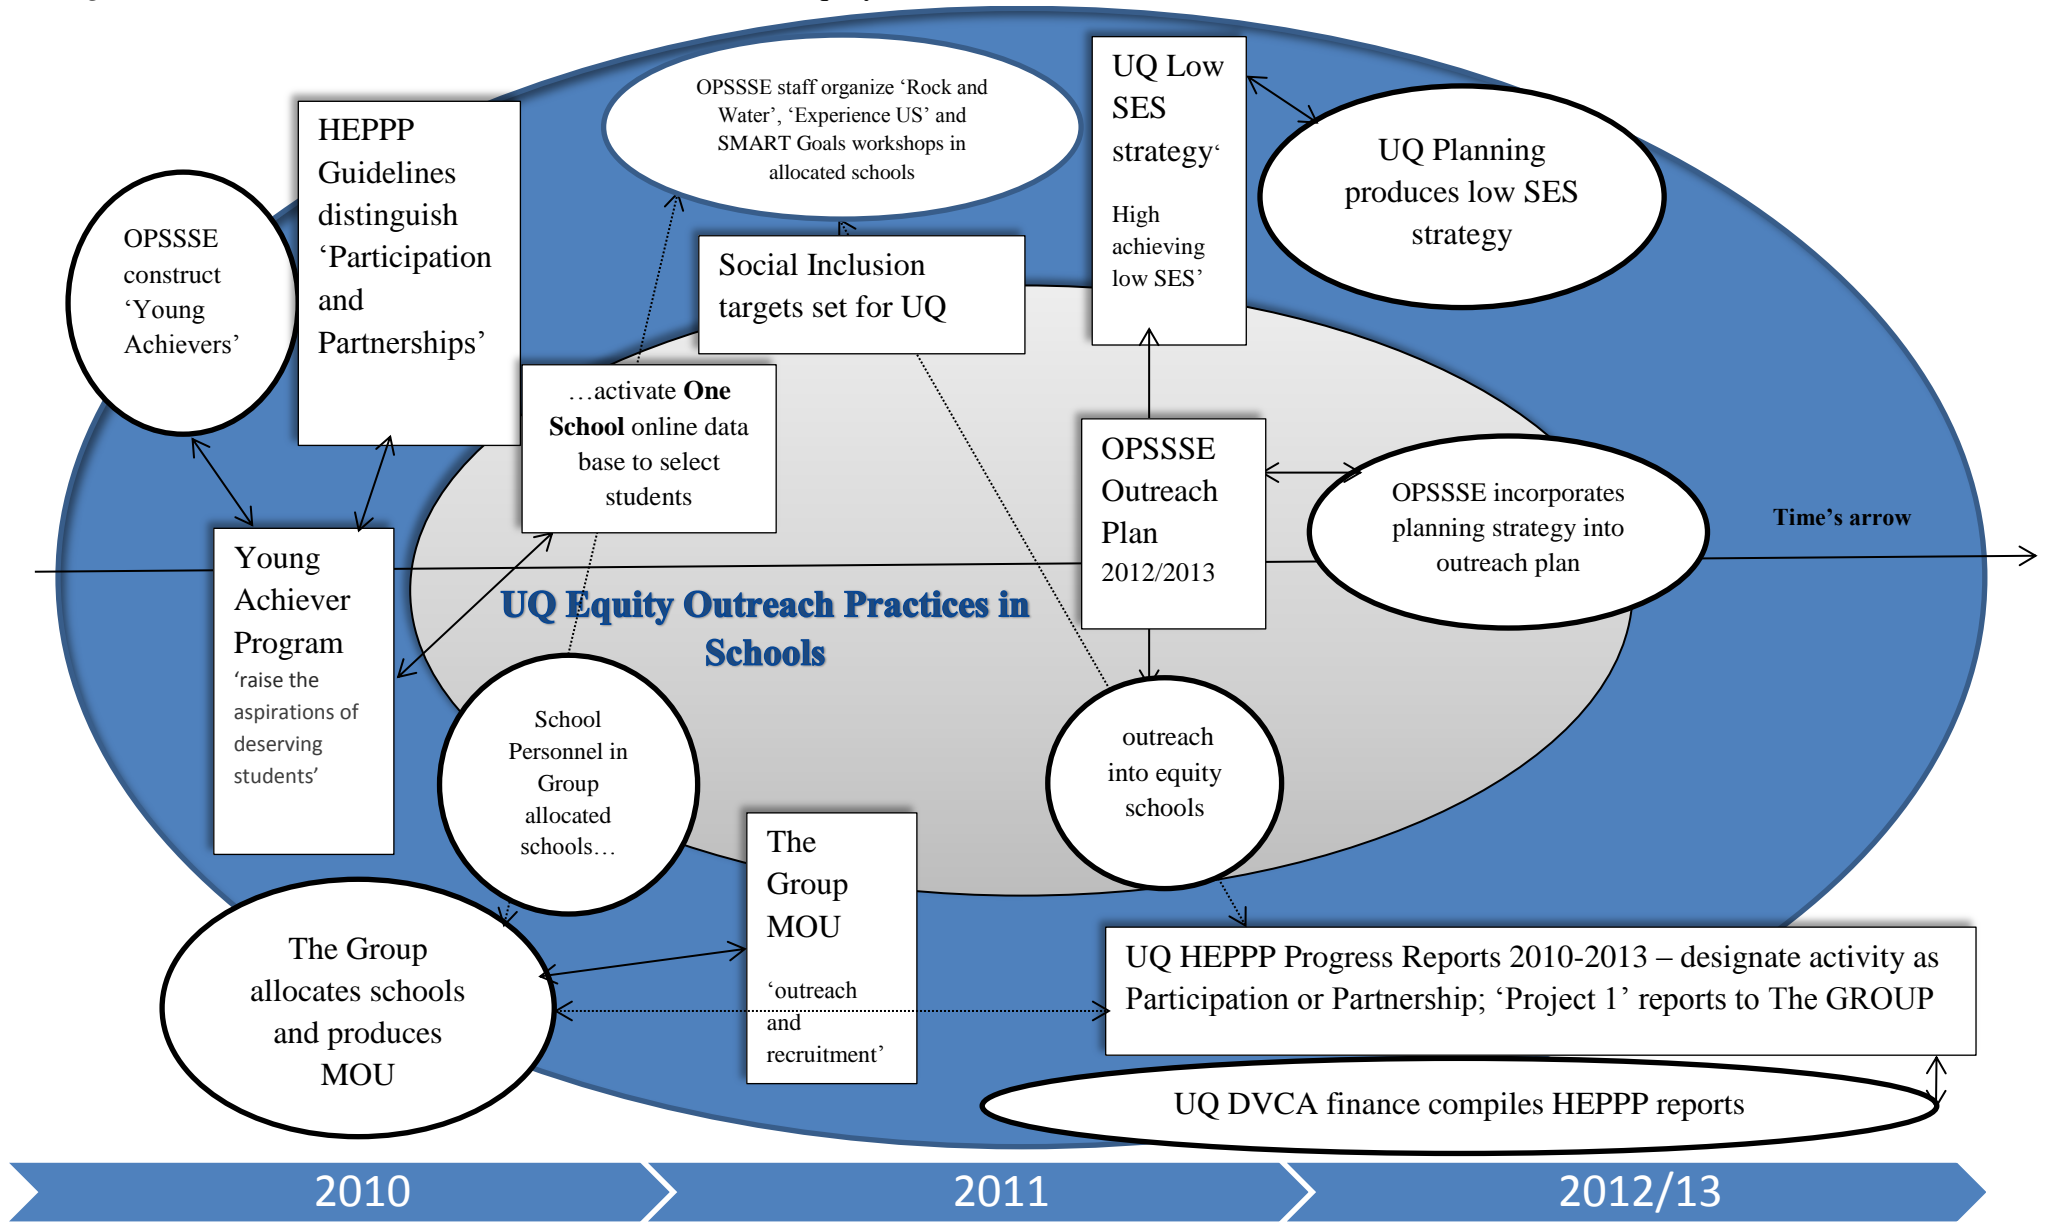 OPSSSE staff organize ‘Rock and
Water’, ‘Experience US’ and
SMART Goals workshops in
allocated schools
UQ Low
SES
strategy‘
High
achieving
low SES’
HEPPP
Guidelines
distinguish
‘Participation
and
Partnerships’
UQ Planning
produces low SES
strategy
OPSSSE
construct
‘Young
Achievers’
Social Inclusion
targets set for UQ
…activate One
School online data
base to select
students
OPSSSE
Outreach
Plan
2012/2013
OPSSSE incorporates
planning strategy into
outreach plan
Time’s arrow
Young
Achiever
Program
‘raise the
aspirations of
deserving
students’
UQ Equity Outreach Practices in
Schools
School
Personnel in
Group
allocated
schools…
outreach
into equity
schools
The
Group
MOU
‘outreach
and
recruitment’
The Group
allocates schools
and produces
MOU
UQ HEPPP Progress Reports 2010-2013 – designate activity as
Participation or Partnership; ‘Project 1’ reports to The GROUP
UQ DVCA finance compiles HEPPP reports
2010
2011
2012/13